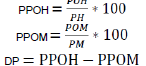 PPOH = POH / PH * 100
PPOM = POM / PM * 100
DP = PPOH − PPOM